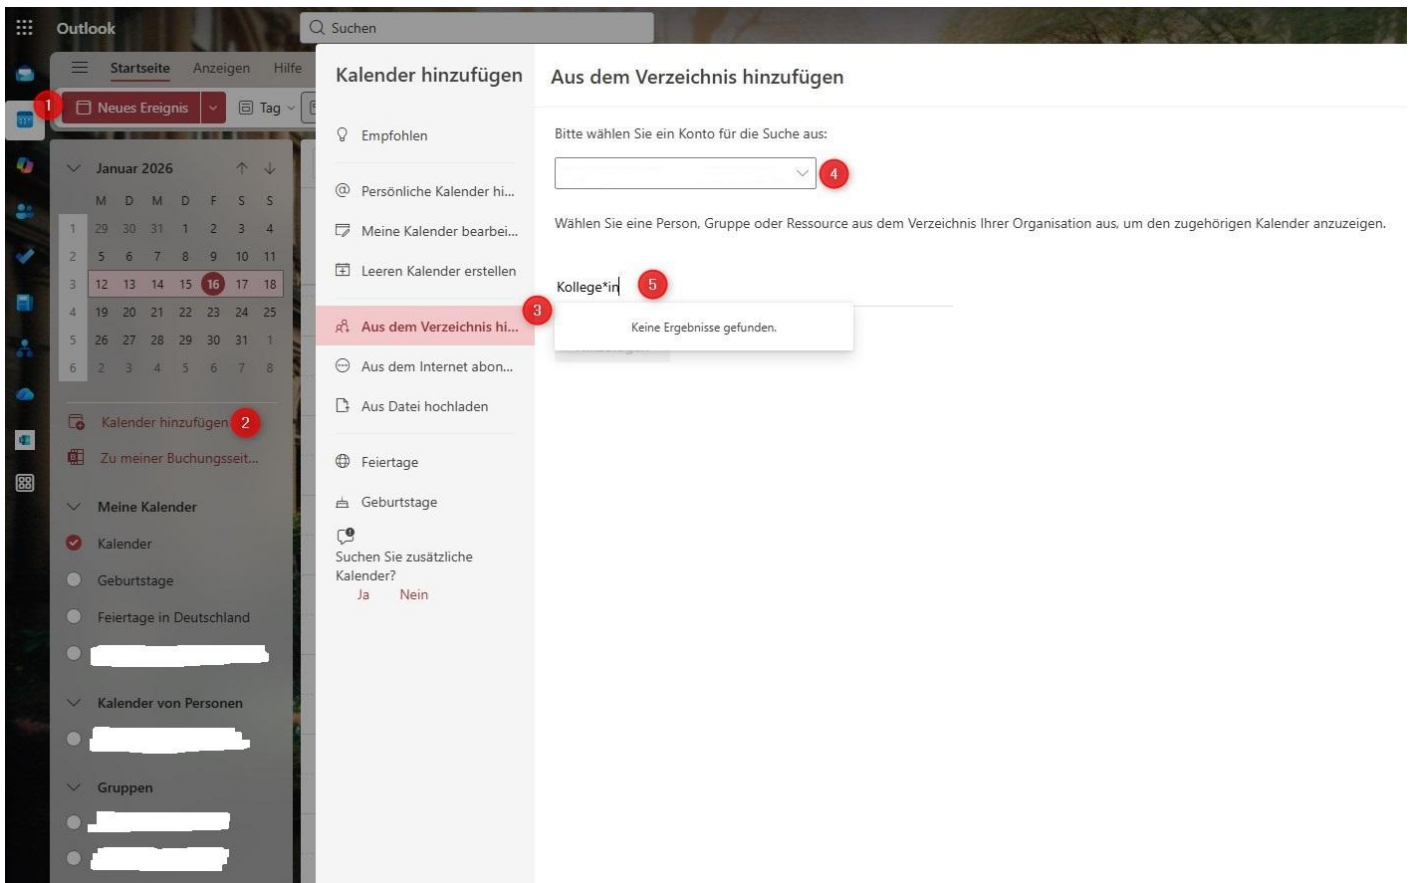 Outlook
Suchen
Startseite Anzeigen Hilfe
1
Neues Ereignis Tag
Januar 2026
M D M D F S S
1 29 30 31 1 2 3 4
2 5 6 7 8 9 10 11
3 12 13 14 15 16 17 18
4 19 20 21 22 23 24 25
5 26 27 28 29 30 31 1
6 2 3 4 5 6 7 8
Kalender hinzufügen 2
Zu meiner Buchungsseit...
Meine Kalender
Kalender
Geburtstage
Feiertage in Deutschland
Kalender von Personen
Gruppen
Kalender hinzufügen
Empfohlen
Persönliche Kalender hi...
Meine Kalender bearbei...
Leeren Kalender erstellen
3
Aus dem Verzeichnis hi...
Aus dem Internet abon...
Aus Datei hochladen
Feiertage
Geburtstage
Suchen Sie zusätzliche
Kalender?
Ja Nein
Aus dem Verzeichnis hinzufügen
Bitte wählen Sie ein Konto für die Suche aus:
4
Wählen Sie eine Person, Gruppe oder Ressource aus dem Verzeichnis Ihrer Organisation aus, um den zugehörigen Kalender anzuzeigen.
Kollege*in 5
Keine Ergebnisse gefunden.